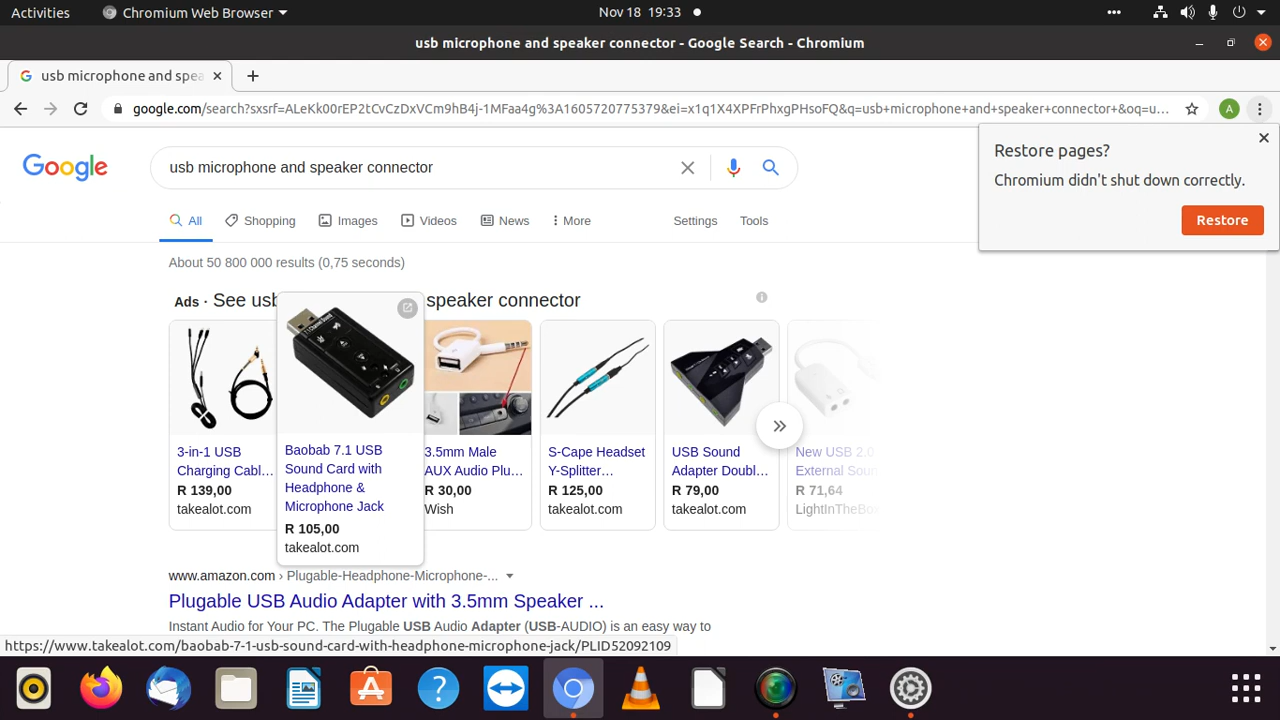 Activities
Chromium Web Browser
Nov 18 19:33
usb microphone and speaker connector - Google Search - Chromium
usb microphone and spea
google.com/search?sxsrf=ALeKk00rEP2tCvCzDxVCm9hB4j-1MFaa4g%3A1605720775379&ei=x1q1X4XPFrPhxgPHsoFQ&q=usb+microphone+and+speaker+connector+&oq=u...
A
Restore pages?
Chromium didn't shut down correctly.
Restore
Google
usb microphone and speaker connector
All
Shopping
Images
Videos
News
More
Settings
Tools
About 50 800 000 results (0,75 seconds)
Ads · See usb
speaker connector
3-in-1 USB
Charging Cabl...
R 139,00
takealot.com
7.1 Channel Sound
Baobab 7.1 USB
Sound Card with
Headphone &
Microphone Jack
R 105,00
takealot.com
3.5mm Male
AUX Audio Plu...
R 30,00
Wish
S-Cape Headset
Y-Splitter...
R 125,00
takealot.com
USB Sound
Adapter Doubl...
R 79,00
takealot.com
New USB 2.0
External Soun
R 71,64
LightInTheBo
www.amazon.com › Plugable-Headphone-Microphone-...
Plugable USB Audio Adapter with 3.5mm Speaker ...
Instant Audio for Your PC. The Plugable USB Audio Adapter (USB-AUDIO) is an easy way to
https://www.takealot.com/baobab-7-1-usb-sound-card-with-headphone-microphone-jack/PLID52092109